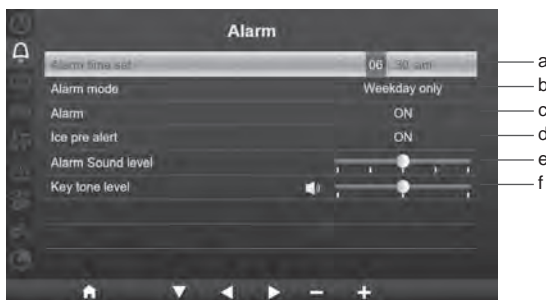 Alarm
Alarm time set 06 30 am a
Alarm mode Weekday only b
Alarm ON c
Ice pre alert ON d
Alarm Sound level e
Key tone level f